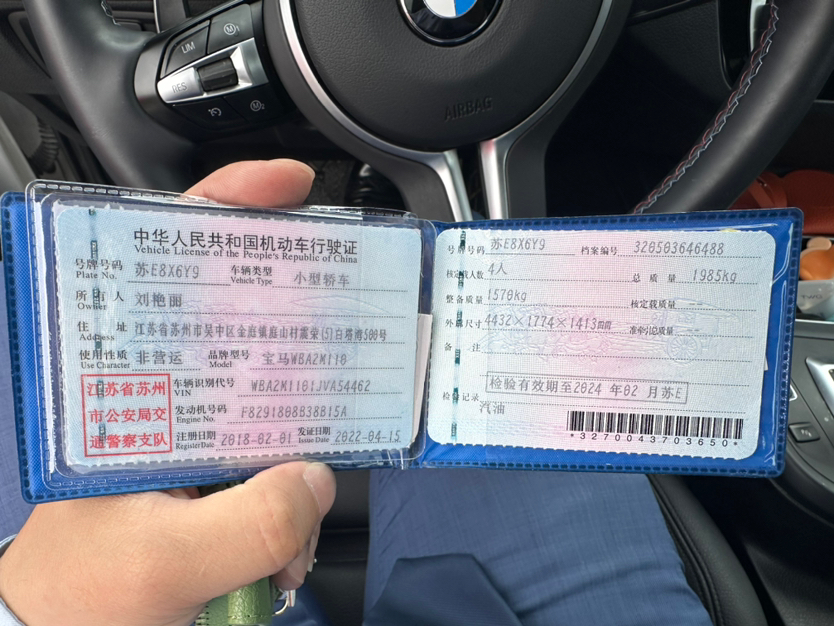 LIM
RES
AIRBAG
中华人民共和国机动车行驶证
Vehicle License of the People's Republic of China
号牌号码 苏E8X6Y9 车辆类型 小型轿车
Plate No. Vehicle Type
所有人 刘艳丽
Owner
住址 江苏省苏州市吴中区金庭镇庭山村震荣(5)白塔湾500号
Address
使用性质 非营运 品牌型号 宝马WBA2M110
Use Character Model
江苏省苏州
市公安局交
通警察支队
车辆识别代号 WBA2M1101JVA54462
VIN
发动机号码 F8291808B38B15A
Engine No.
注册日期 2018-02-01 发证日期 2022-04-15
Register Date Issue Date
号牌号码 苏E8X6Y9 档案编号 320503646488
核定载人数 4人 总质量 1985kg
整备质量 1570kg 核定载质量
外廓尺寸 4432×1774×1413 准牵引总质量
备注
检验有效期至2024年02月苏E
检验记录
汽油
*3270043703650*